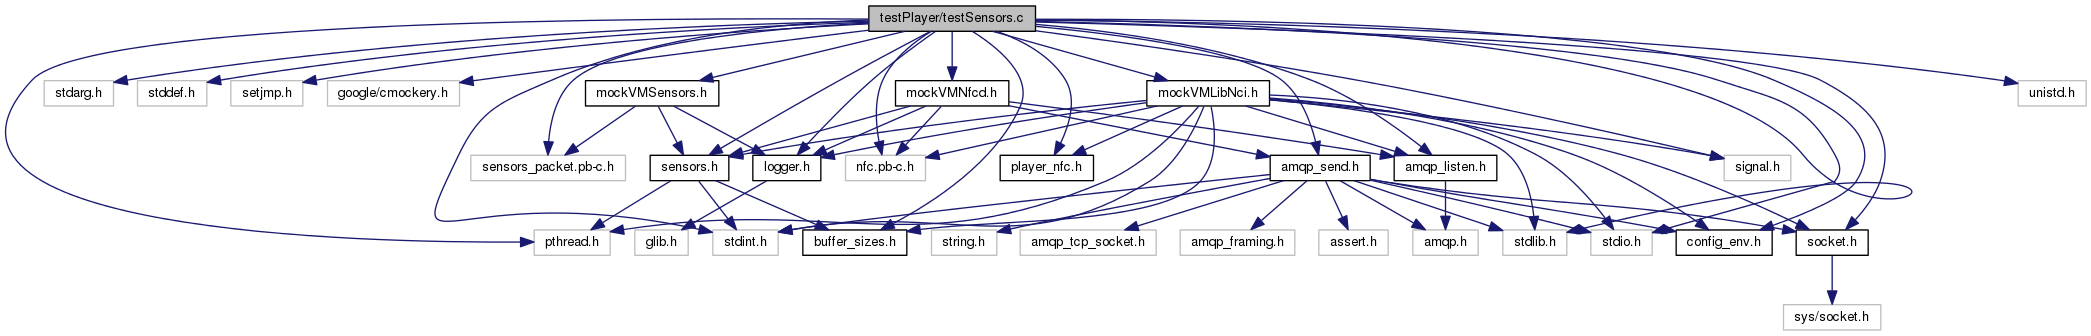 testPlayer/testSensors.c
stdarg.h
stddef.h
setjmp.h
google/cmockery.h
mockVMSensors.h
mockVMNfcd.h
mockVMLibNci.h
unistd.h
sensors_packet.pb-c.h
sensors.h
logger.h
nfc.pb-c.h
player_nfc.h
amqp_send.h
amqp_listen.h
signal.h
pthread.h
glib.h
stdint.h
buffer_sizes.h
string.h
amqp_tcp_socket.h
amqp_framing.h
assert.h
amqp.h
stdlib.h
stdio.h
config_env.h
socket.h
sys/socket.h